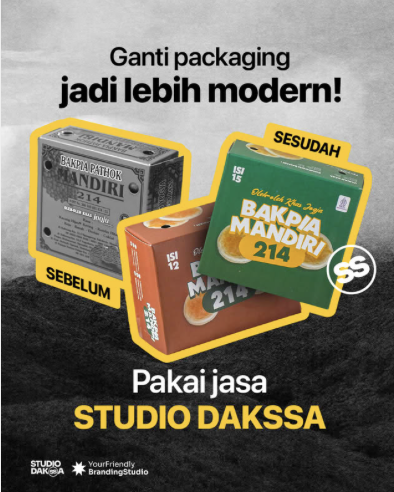 Ganti packaging
jadi lebih modern!
SESUDAH
BAKPIA PATHOK
MANDIRI
214
SEBELUM
ISI
12
BAKPIA
MANDIRI
214
ISI
15
Oleh-oleh Khas Jogja
BAKPIA
MANDIRI
214
SS
Pakai jasa
STUDIO DAKSSA
STUDIO
DAKSSA
YourFriendly
BrandingStudio